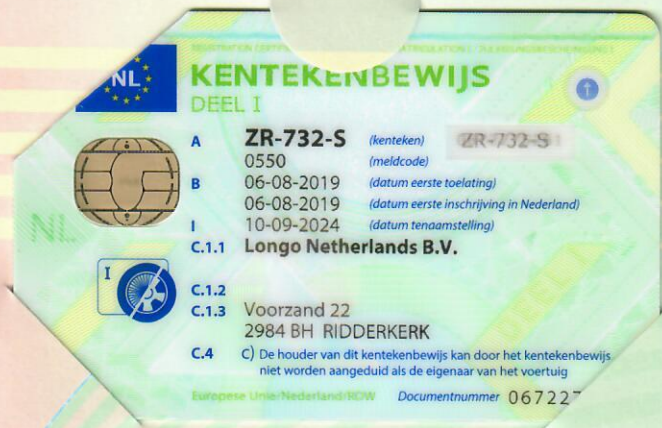 NL
KENTEKENBEWIJS
DEEL I
A ZR-732-S (kenteken) ZR-732-S
0550 (meldcode)
B 06-08-2019 (datum eerste toelating)
06-08-2019 (datum eerste inschrijving in Nederland)
I 10-09-2024 (datum tenaamstelling)
C.1.1 Longo Netherlands B.V.
NL
I
C.1.2
C.1.3 Voorzand 22
2984 BH RIDDERKERK
DEEL I
C.4 C) De houder van dit kentekenbewijs kan door het kentekenbewijs
niet worden aangeduid als de eigenaar van het voertuig
Europese Unie/Nederland/RDW Documentnummer 067227